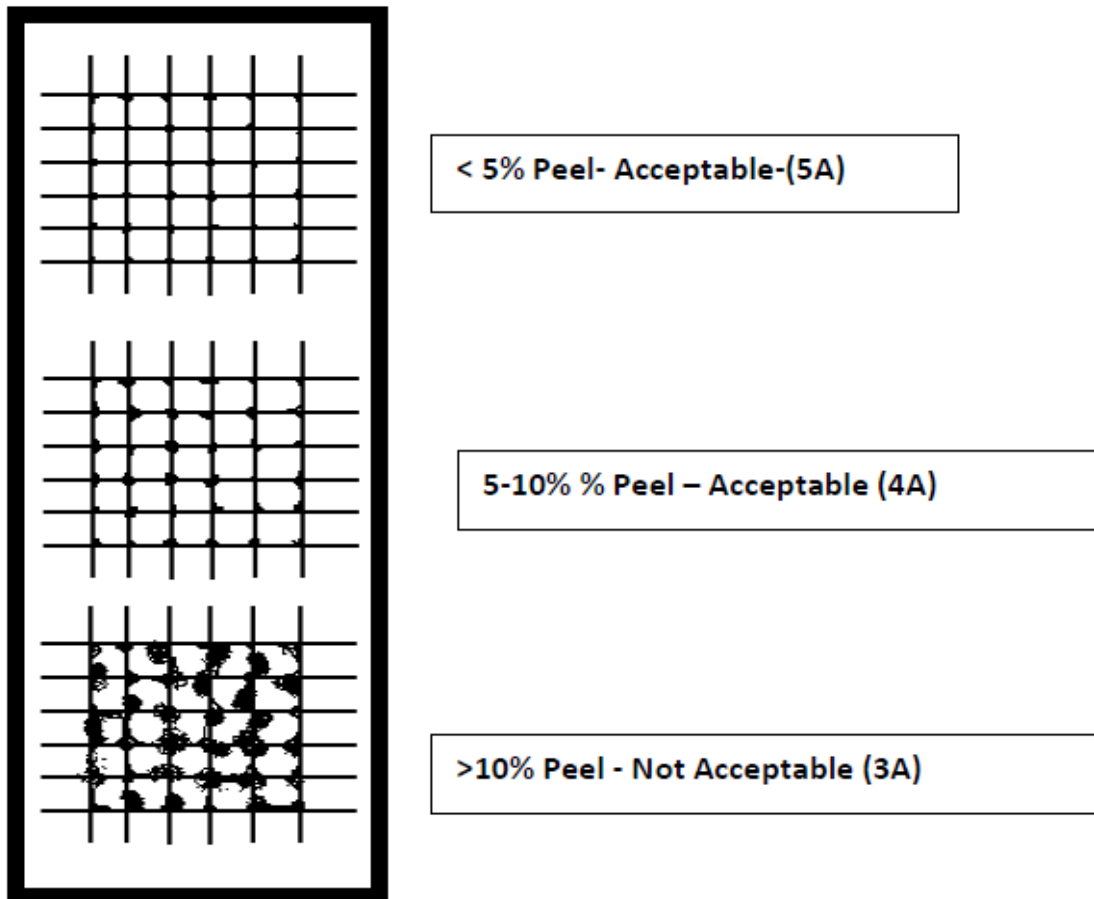 < 5% Peel- Acceptable-(5A)
5-10% % Peel – Acceptable (4A)
>10% Peel - Not Acceptable (3A)